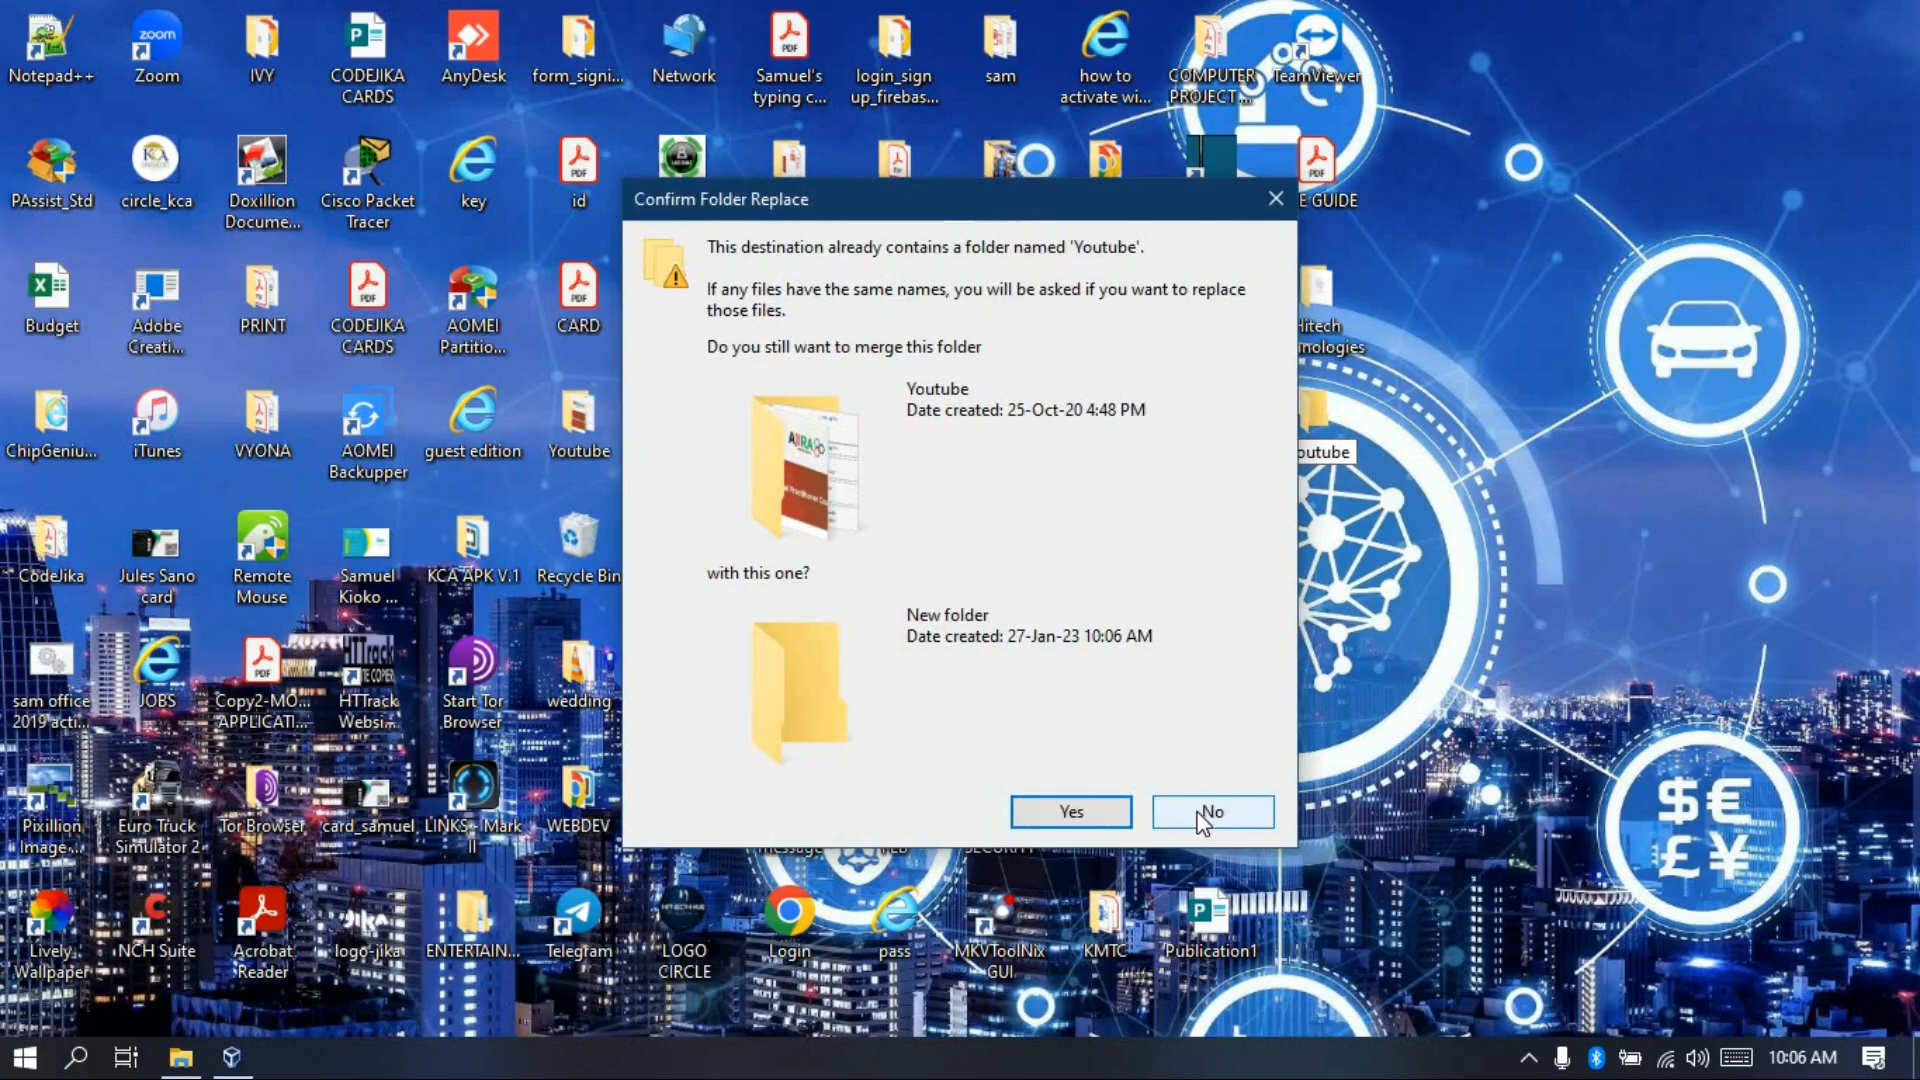 Notepad++
Zoom
IVY
CODEJIKA
CARDS
AnyDesk
form_signi...
Network
Samuel's
typing c...
login_sign
up_firebas...
sam
how to
activate wi...
COMPUTER
PROJECT ...
TeamViewer
PAssist_Std
circle_kca
Doxillion
Docume...
Cisco Packet
Tracer
key
id
E GUIDE
Budget
Adobe
Creati...
PRINT
CODEJIKA
CARDS
AOMEI
Partitio...
CARD
Hitech
nologies
ChipGeniu...
iTunes
VYONA
AOMEI
Backupper
guest edition
Youtube
outube
CodeJika
Jules Sano
card
Remote
Mouse
Samuel
Kioko ...
KCA APK V.1
Recycle Bin
sam office
2019 acti...
JOBS
Copy2-MO...
APPLICATI...
HTTrack
Websi...
Start Tor
Browser
wedding
Pixillion
Image...
Euro Truck
Simulator 2
Tor Browser
card_samuel
LINKS - Mark
II
WEBDEV
Lively
Wallpaper
NCH Suite
Acrobat
Reader
logo-jika
ENTERTAIN...
Telegram
LOGO
CIRCLE
Login
pass
MKVToolNix
GUI
KMTC
Publication1
Confirm Folder Replace
This destination already contains a folder named 'Youtube'.
If any files have the same names, you will be asked if you want to replace
those files.
Do you still want to merge this folder
Youtube
Date created: 25-Oct-20 4:48 PM
with this one?
New folder
Date created: 27-Jan-23 10:06 AM
Yes
No
10:06 AM